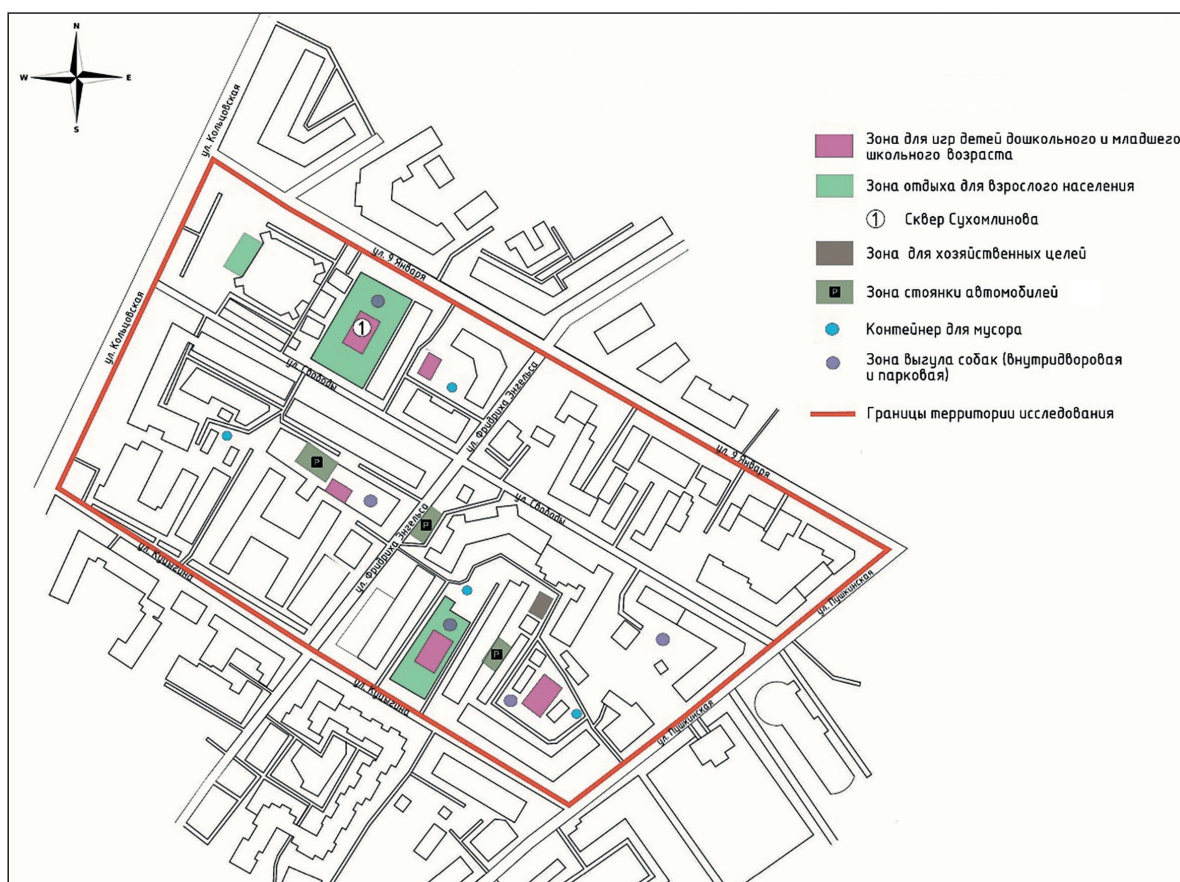 N
W
E
S
ул. Кольцовская
ул. Кольцовская
ул. 9 Января
ул. 9 Января
ул. Свободы
ул. Свободы
ул. Фридриха Энгельса
ул. Фридриха Энгельса
ул. Куцыгина
ул. Куцыгина
ул. Пушкинская
ул. Пушкинская
1
P
P
P
Зона для игр детей дошкольного и младшего
школьного возраста
Зона отдыха для взрослого населения
1 Сквер Сухомлинова
Зона для хозяйственных целей
P Зона стоянки автомобилей
Контейнер для мусора
Зона выгула собак (внутридворовая
и парковая)
Границы территории исследования